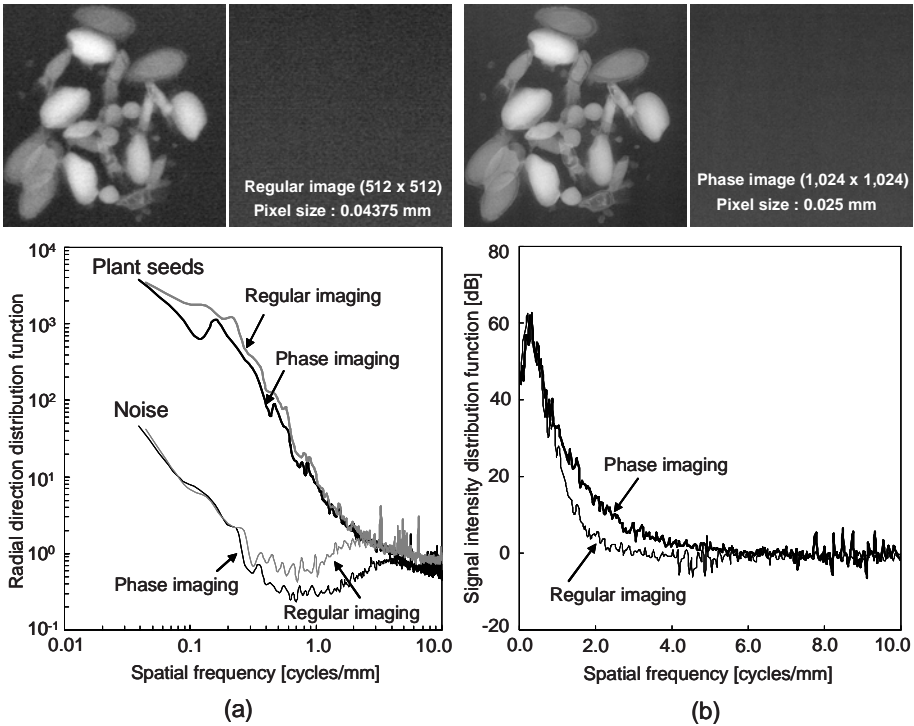 Regular image (512 x 512)
Pixel size : 0.04375 mm
Phase image (1,024 x 1,024)
Pixel size : 0.025 mm
Radial direction distribution function
10⁴
10³
10²
10¹
10⁰
10⁻¹
Plant seeds
Regular imaging
Phase imaging
Noise
Phase imaging
Regular imaging
0.01
0.1
1.0
10.0
Spatial frequency [cycles/mm]
(a)
Signal intensity distribution function [dB]
80
60
40
20
0
-20
Phase imaging
Regular imaging
0.0
2.0
4.0
6.0
8.0
10.0
Spatial frequency [cycles/mm]
(b)